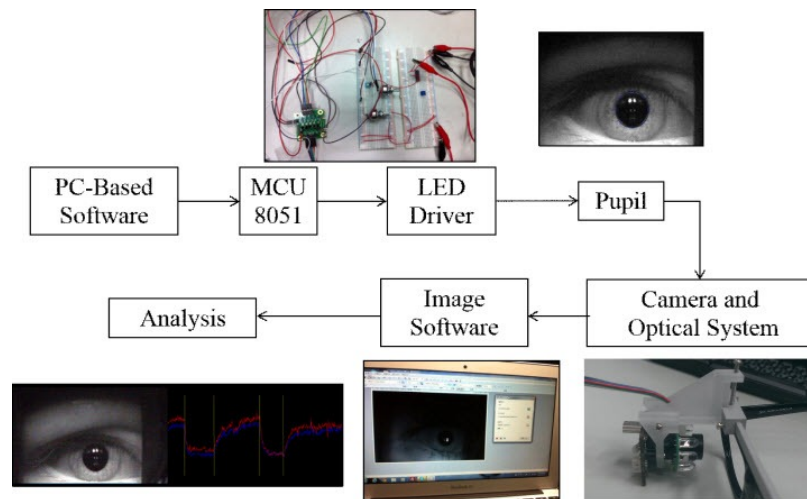 PC-Based
Software
MCU
8051
LED
Driver
Pupil
Camera and
Optical System
Image
Software
Analysis